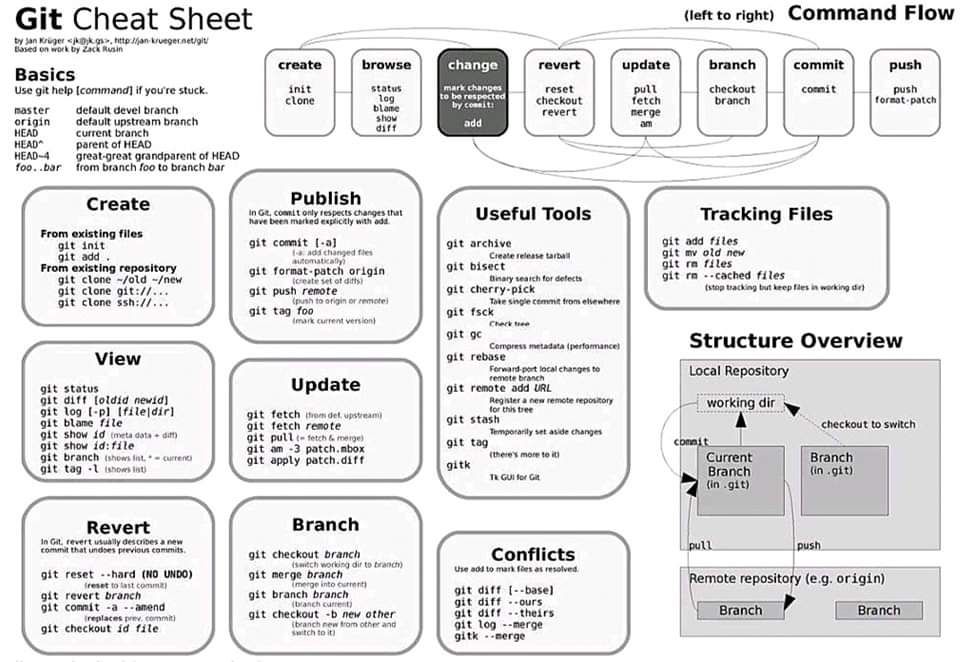 Git Cheat Sheet
by Jan Krüger <jk@jk.gs>, http://jan-krueger.net/git/
Based on work by Zack Rusin
Basics
Use git help [command] if you're stuck.
master default devel branch
origin default upstream branch
HEAD current branch
HEAD^ parent of HEAD
HEAD~4 great-great grandparent of HEAD
foo..bar from branch foo to branch bar
(left to right) Command Flow
create
init
clone
browse
status
log
blame
show
diff
change
mark changes
to be respected
by commit:
add
revert
reset
checkout
revert
update
pull
fetch
merge
am
branch
checkout
branch
commit
commit
push
push
format-patch
Create
From existing files
git init
git add .
From existing repository
git clone ~/old ~/new
git clone git://...
git clone ssh://...
View
git status
git diff [oldid newid]
git log [-p] [file|dir]
git blame file
git show id (meta data + diff)
git show id:file
git branch (shows list, * = current)
git tag -l (shows list)
Revert
In Git, revert usually describes a new
commit that undoes previous commits.
git reset --hard (NO UNDO)
(reset to last commit)
git revert branch
git commit -a --amend
(replaces prev. commit)
git checkout id file
Publish
In Git, commit only respects changes that
have been marked explicitly with add.
git commit [-a]
(-a: add changed files
automatically)
git format-patch origin
(create set of diffs)
git push remote
(push to origin or remote)
git tag foo
(mark current version)
Update
git fetch (from def. upstream)
git fetch remote
git pull (= fetch & merge)
git am -3 patch.mbox
git apply patch.diff
Branch
git checkout branch
(switch working dir to branch)
git merge branch
(merge into current)
git branch branch
(branch current)
git checkout -b new other
(branch new from other and
switch to it)
Useful Tools
git archive
Create release tarball
git bisect
Binary search for defects
git cherry-pick
Take single commit from elsewhere
git fsck
Check tree
git gc
Compress metadata (performance)
git rebase
Forward-port local changes to
remote branch
git remote add URL
Register a new remote repository
for this tree
git stash
Temporarily set aside changes
git tag
(there's more to it)
gitk
Tk GUI for Git
Conflicts
Use add to mark files as resolved.
git diff [--base]
git diff --ours
git diff --theirs
git log --merge
gitk --merge
Tracking Files
git add files
git mv old new
git rm files
git rm --cached files
(stop tracking but keep files in working dir)
Structure Overview
Local Repository
working dir
checkout to switch
commit
Current
Branch
(in .git)
Branch
(in .git)
pull
push
Remote repository (e.g. origin)
Branch
Branch